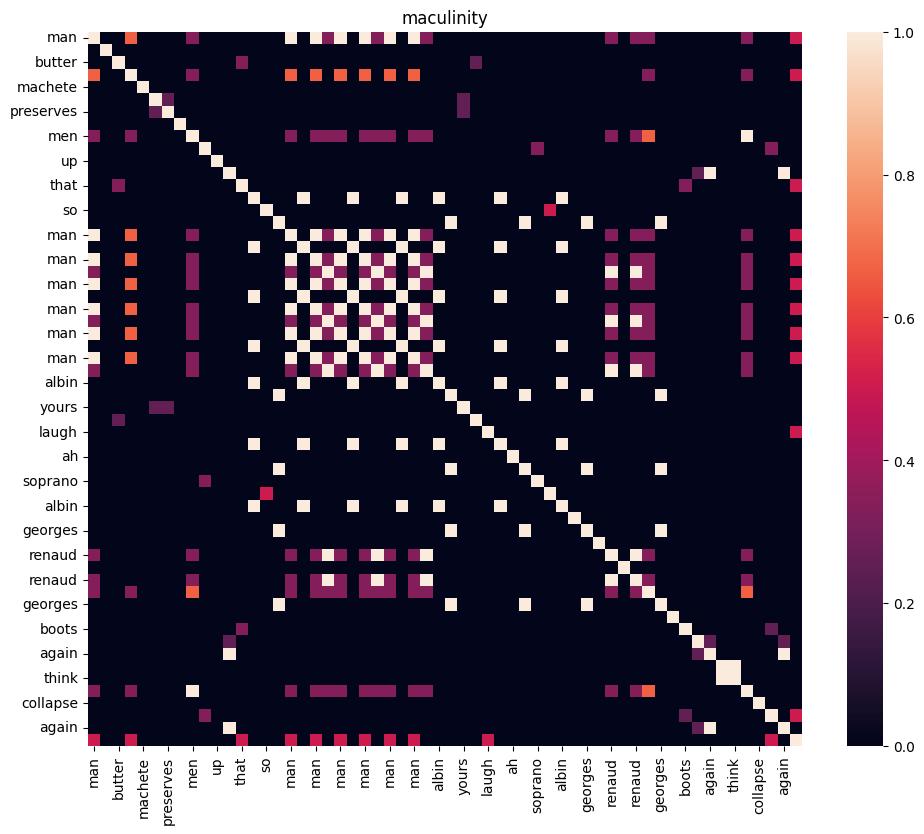 maculinity
man
butter
machete
preserves
men
up
that
so
man
man
man
man
man
man
albin
yours
laugh
ah
soprano
albin
georges
renaud
renaud
georges
boots
again
think
collapse
again
1.0
0.8
0.6
0.4
0.2
0.0
man
butter
machete
preserves
men
up
that
so
man
man
man
man
man
man
albin
yours
laugh
ah
soprano
albin
georges
renaud
renaud
georges
boots
again
think
collapse
again